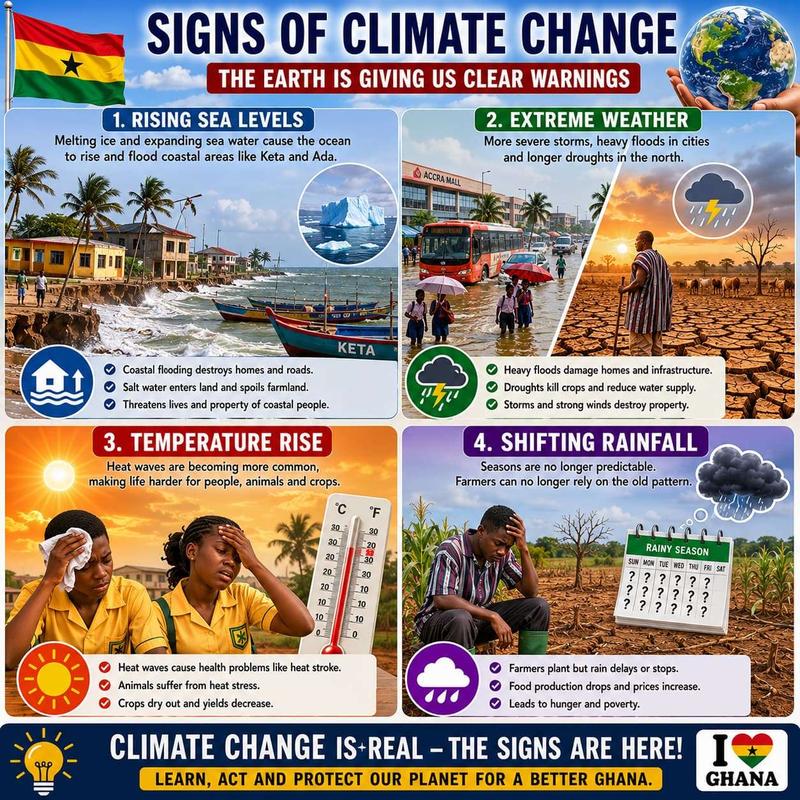 SIGNS OF CLIMATE CHANGE
THE EARTH IS GIVING US CLEAR WARNINGS
1. RISING SEA LEVELS
Melting ice and expanding sea water cause the ocean
to rise and flood coastal areas like Keta and Ada.
KETA
Coastal flooding destroys homes and roads.
Salt water enters land and spoils farmland.
Threatens lives and property of coastal people.
2. EXTREME WEATHER
More severe storms, heavy floods in cities
and longer droughts in the north.
ACCRA MALL
Heavy floods damage homes and infrastructure.
Droughts kill crops and reduce water supply.
Storms and strong winds destroy property.
3. TEMPERATURE RISE
Heat waves are becoming more common,
making life harder for people, animals and crops.
°C °F
Heat waves cause health problems like heat stroke.
Animals suffer from heat stress.
Crops dry out and yields decrease.
4. SHIFTING RAINFALL
Seasons are no longer predictable.
Farmers can no longer rely on the old pattern.
RAINY SEASON
SUN MON TUE WED THU FRI SAT
? ? ? ? ? ?
? ? ? ? ? ?
? ? ? ? ? ?
Farmers plant but rain delays or stops.
Food production drops and prices increase.
Leads to hunger and poverty.
CLIMATE CHANGE IS REAL – THE SIGNS ARE HERE!
LEARN, ACT AND PROTECT OUR PLANET FOR A BETTER GHANA.
I
GHANA